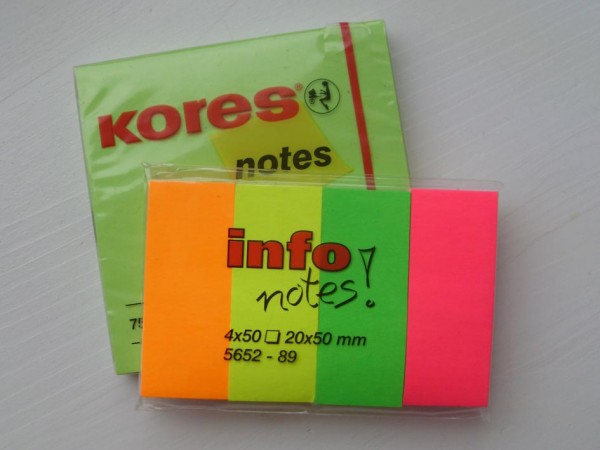 Kores
notes
info
notes!
4x50 ❏ 20x50 mm
5652 - 89